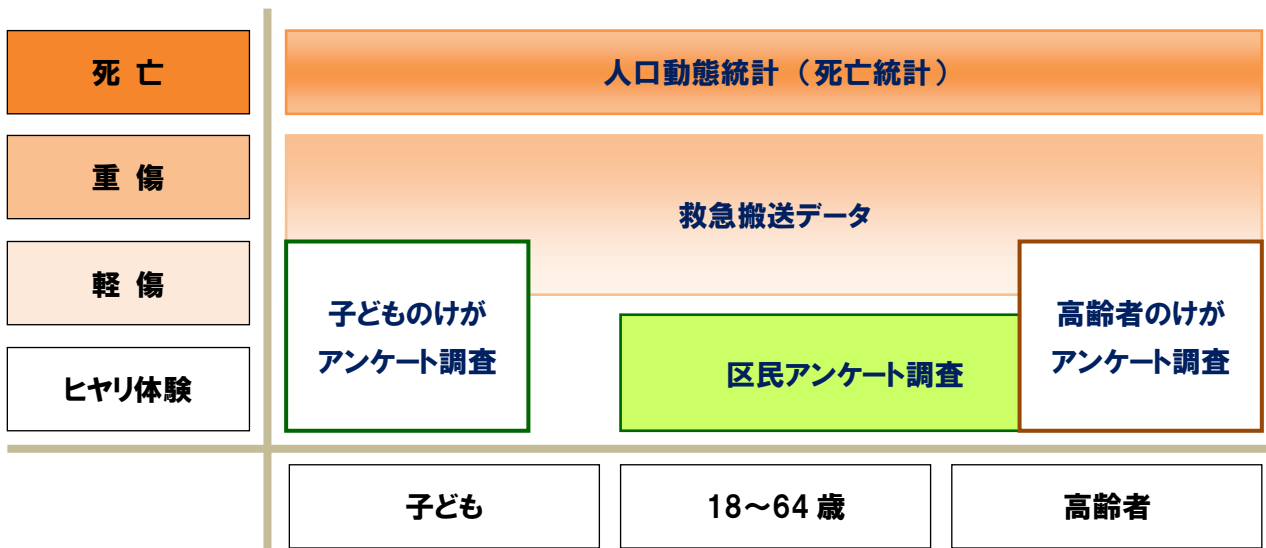 死 亡
人口動態統計（死亡統計）
重 傷
救急搬送データ
軽 傷
子どものけが
アンケート調査
高齢者のけが
アンケート調査
区民アンケート調査
ヒヤリ体験
子ども
18～64 歳
高齢者